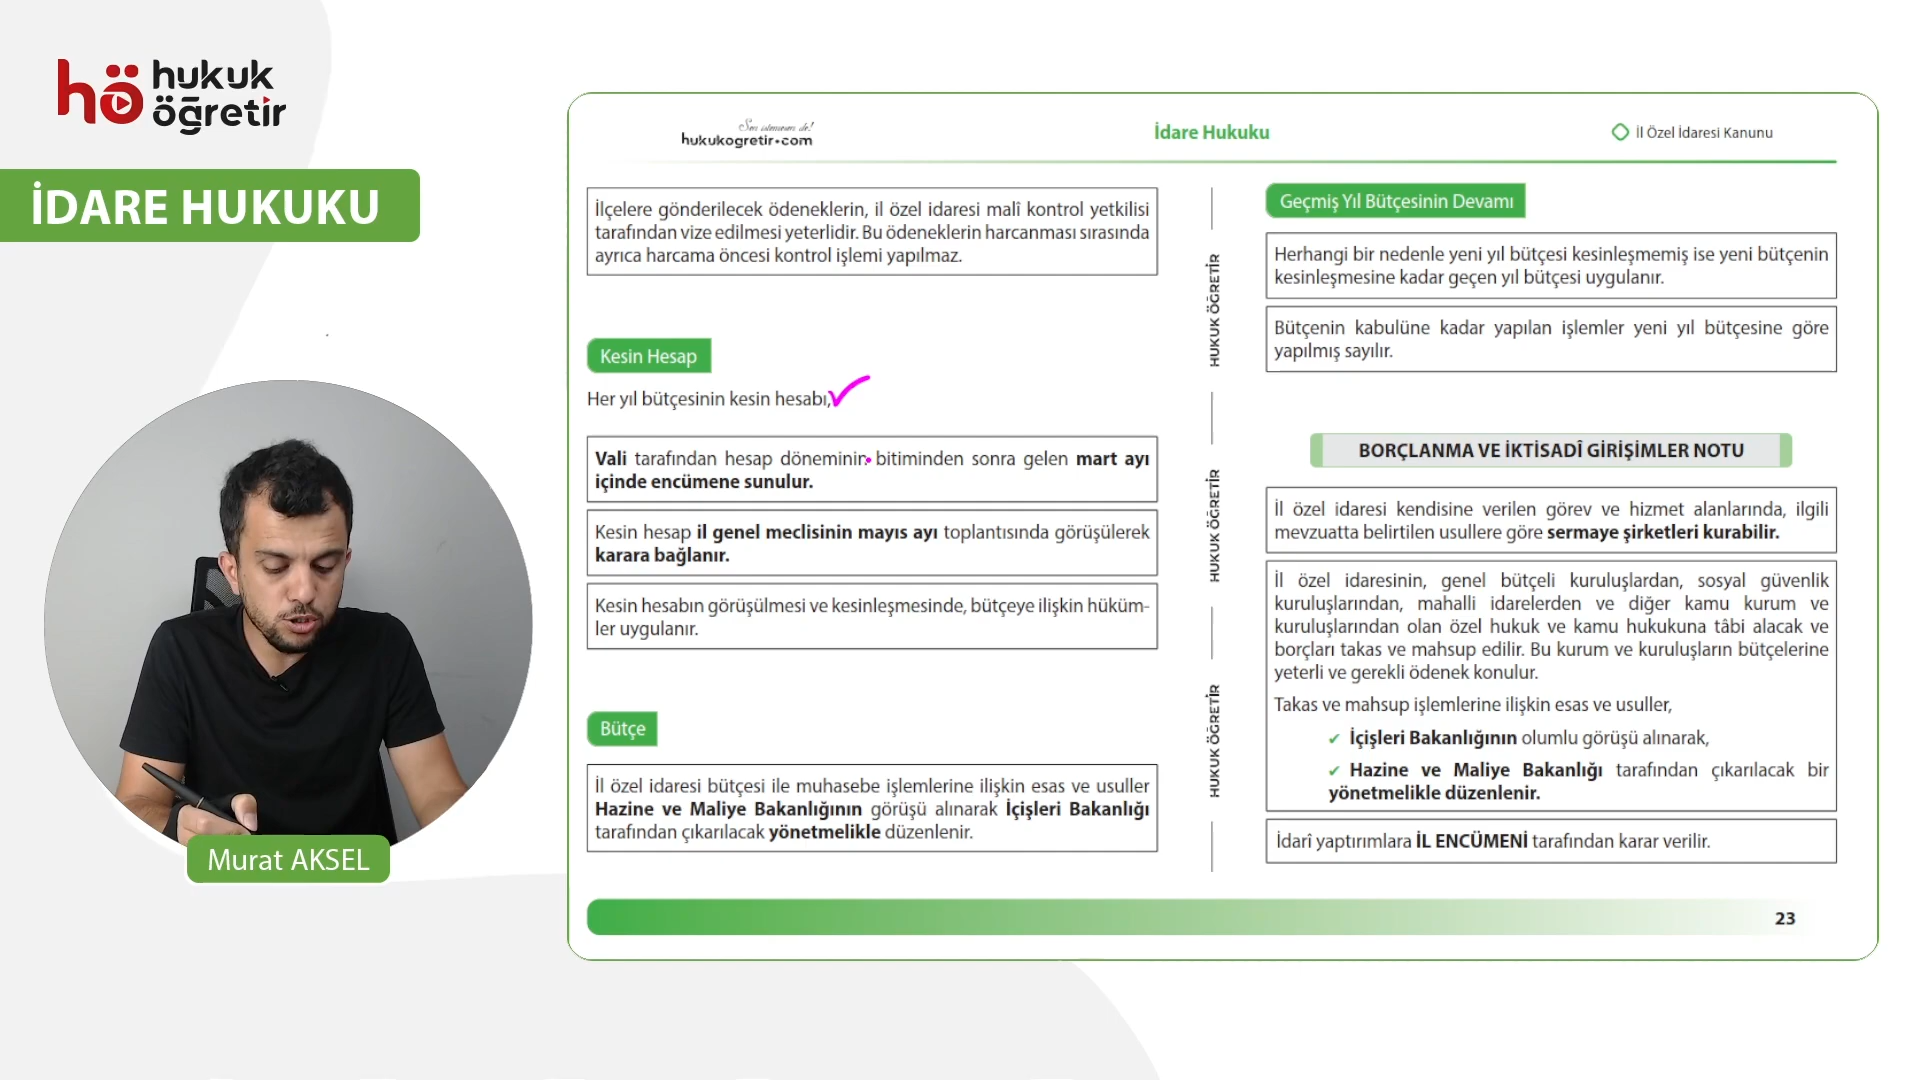 hö hukuk
öğretir
İDARE HUKUKU
Murat AKSEL
Sen istemesen de!
hukukogretir•com
İdare Hukuku
İl Özel İdaresi Kanunu
İlçelere gönderilecek ödeneklerin, il özel idaresi malî kontrol yetkilisi
tarafından vize edilmesi yeterlidir. Bu ödeneklerin harcanması sırasında
ayrıca harcama öncesi kontrol işlemi yapılmaz.
Kesin Hesap
Her yıl bütçesinin kesin hesabı,
Vali tarafından hesap döneminin bitiminden sonra gelen mart ayı
içinde encümene sunulur.
Kesin hesap il genel meclisinin mayıs ayı toplantısında görüşülerek
karara bağlanır.
Kesin hesabın görüşülmesi ve kesinleşmesinde, bütçeye ilişkin hüküm-
ler uygulanır.
Bütçe
İl özel idaresi bütçesi ile muhasebe işlemlerine ilişkin esas ve usuller
Hazine ve Maliye Bakanlığının görüşü alınarak İçişleri Bakanlığı
tarafından çıkarılacak yönetmelikle düzenlenir.
HUKUK ÖĞRETİR
HUKUK ÖĞRETİR
HUKUK ÖĞRETİR
Geçmiş Yıl Bütçesinin Devamı
Herhangi bir nedenle yeni yıl bütçesi kesinleşmemiş ise yeni bütçenin
kesinleşmesine kadar geçen yıl bütçesi uygulanır.
Bütçenin kabulüne kadar yapılan işlemler yeni yıl bütçesine göre
yapılmış sayılır.
BORÇLANMA VE İKTİSADÎ GİRİŞİMLER NOTU
İl özel idaresi kendisine verilen görev ve hizmet alanlarında, ilgili
mevzuatta belirtilen usullere göre sermaye şirketleri kurabilir.
İl özel idaresinin, genel bütçeli kuruluşlardan, sosyal güvenlik
kuruluşlarından, mahalli idarelerden ve diğer kamu kurum ve
kuruluşlarından olan özel hukuk ve kamu hukukuna tâbi alacak ve
borçları takas ve mahsup edilir. Bu kurum ve kuruluşların bütçelerine
yeterli ve gerekli ödenek konulur.
Takas ve mahsup işlemlerine ilişkin esas ve usuller,
✔ İçişleri Bakanlığının olumlu görüşü alınarak,
✔ Hazine ve Maliye Bakanlığı tarafından çıkarılacak bir
yönetmelikle düzenlenir.
İdarî yaptırımlara İL ENCÜMENİ tarafından karar verilir.
23